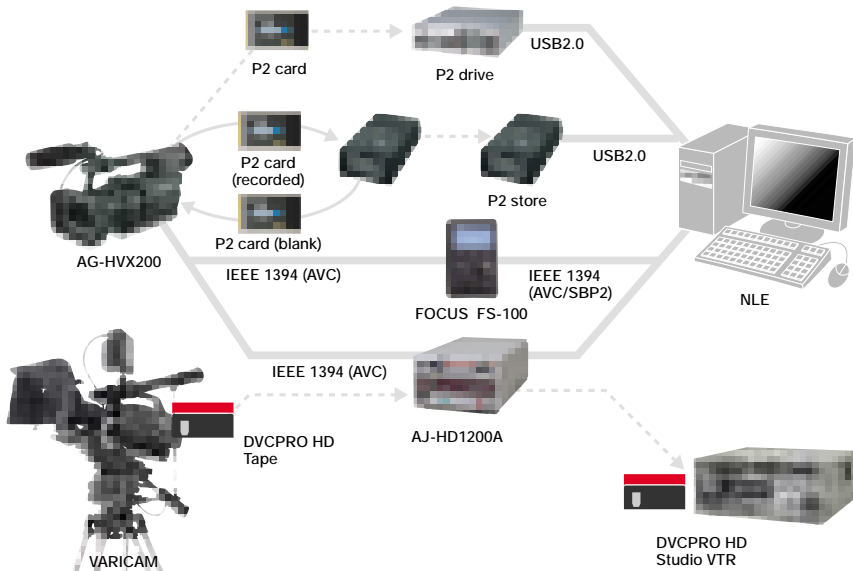 P2 card
P2 drive
USB2.0
P2 card
(recorded)
P2 store
USB2.0
P2 card (blank)
AG-HVX200
IEEE 1394 (AVC)
IEEE 1394
(AVC/SBP2)
FOCUS FS-100
NLE
IEEE 1394 (AVC)
AJ-HD1200A
DVCPRO HD
Tape
VARICAM
DVCPRO HD
Studio VTR